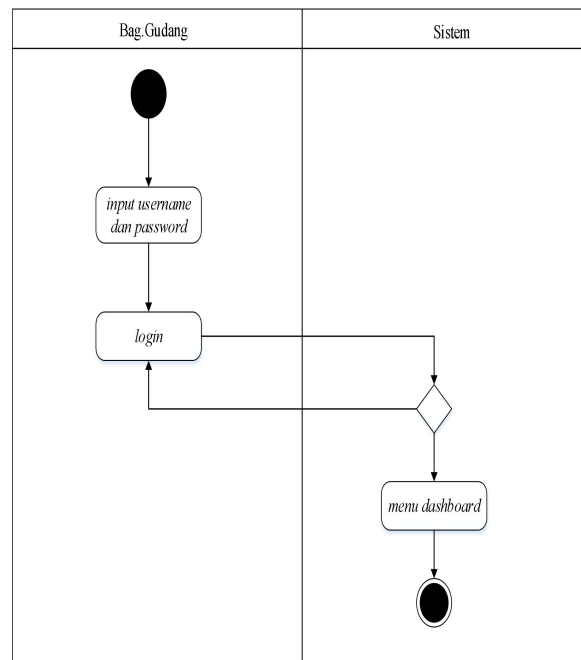 Bag.Gudang
Sistem
input username
dan password
login
menu dashboard